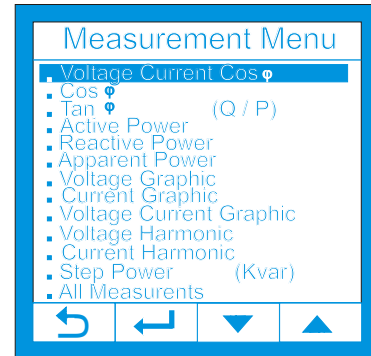 Measurement Menu
Voltage Current Cos φ
Cos φ
Tan φ (Q / P)
Active Power
Reactive Power
Apparent Power
Voltage Graphic
Current Graphic
Voltage Current Graphic
Voltage Harmonic
Current Harmonic
Step Power (Kvar)
All Measurents